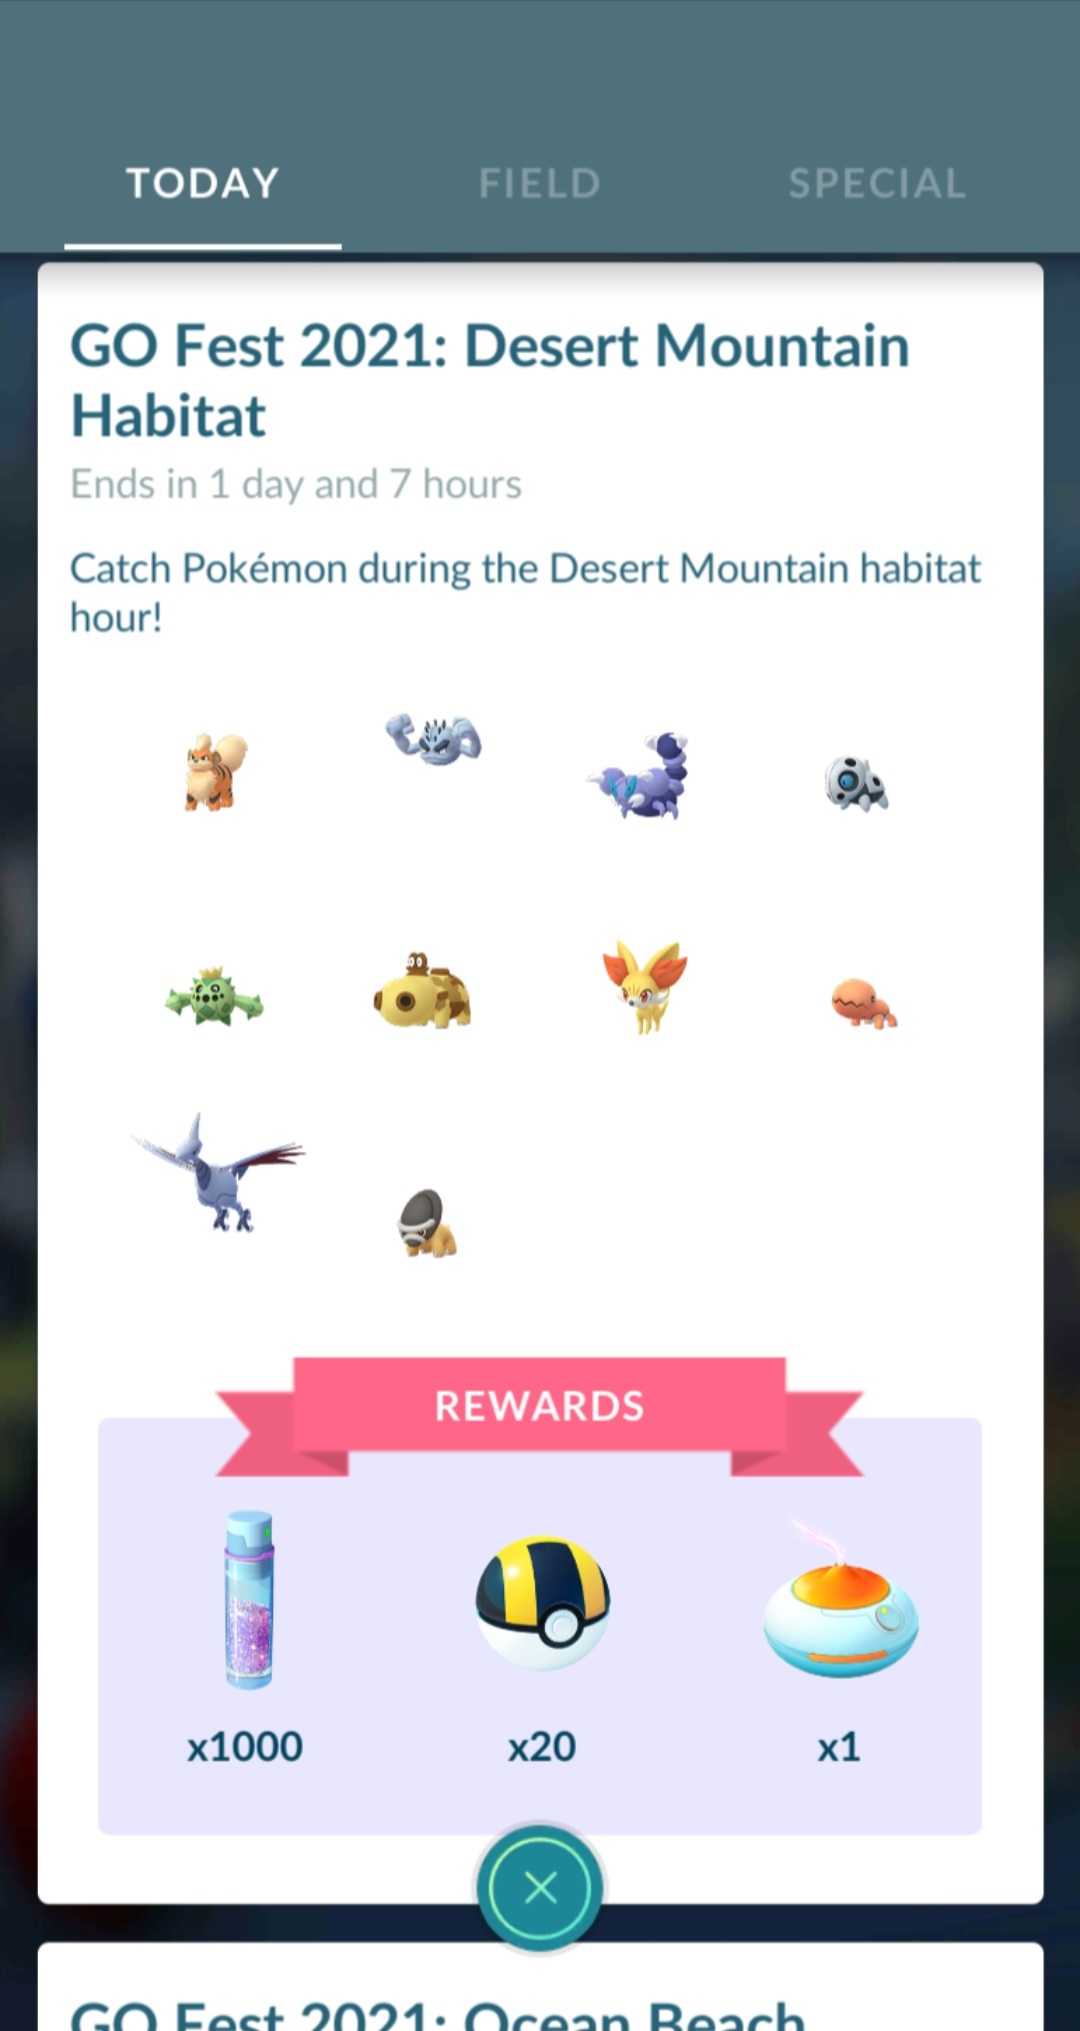 TODAY
FIELD
SPECIAL
GO Fest 2021: Desert Mountain
Habitat
Ends in 1 day and 7 hours
Catch Pokémon during the Desert Mountain habitat
hour!
REWARDS
x1000
x20
x1
GO Fest 2021: Ocean Beach